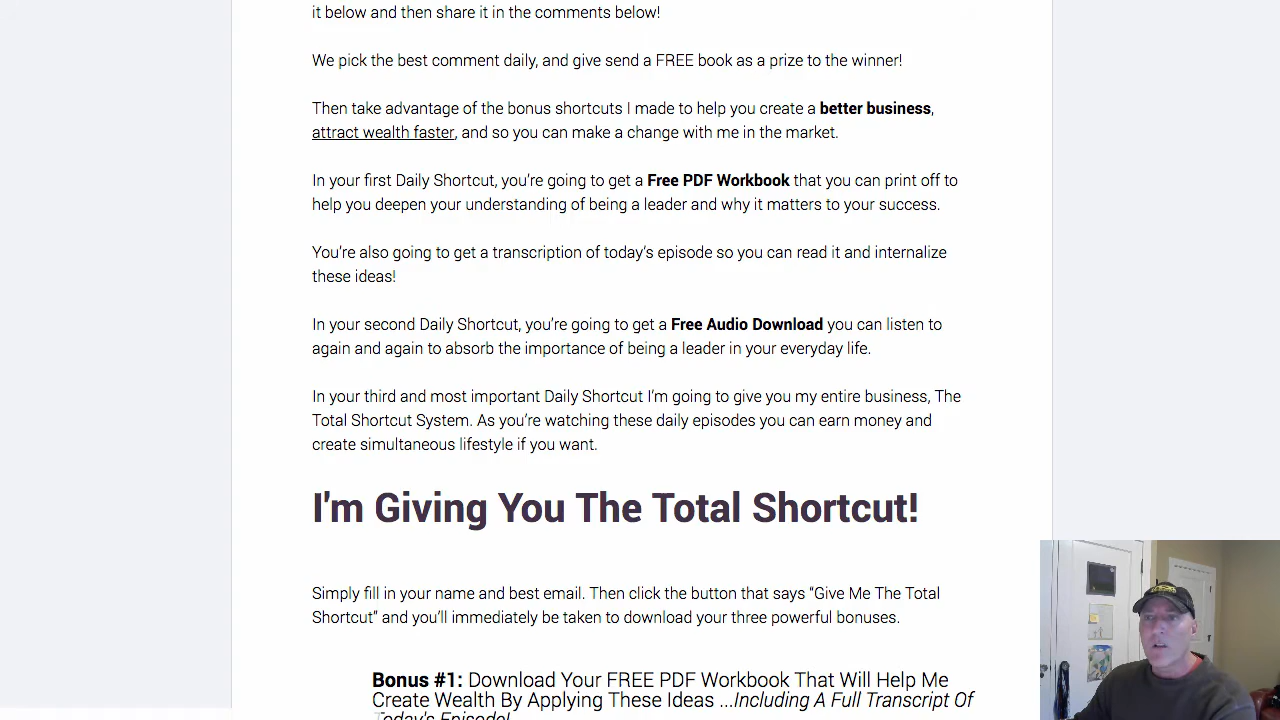 it below and then share it in the comments below!
We pick the best comment daily, and give send a FREE book as a prize to the winner!
Then take advantage of the bonus shortcuts I made to help you create a better business,
attract wealth faster, and so you can make a change with me in the market.
In your first Daily Shortcut, you’re going to get a Free PDF Workbook that you can print off to
help you deepen your understanding of being a leader and why it matters to your success.
You’re also going to get a transcription of today’s episode so you can read it and internalize
these ideas!
In your second Daily Shortcut, you’re going to get a Free Audio Download you can listen to
again and again to absorb the importance of being a leader in your everyday life.
In your third and most important Daily Shortcut I’m going to give you my entire business, The
Total Shortcut System. As you’re watching these daily episodes you can earn money and
create simultaneous lifestyle if you want.
I'm Giving You The Total Shortcut!
Simply fill in your name and best email. Then click the button that says “Give Me The Total
Shortcut” and you’ll immediately be taken to download your three powerful bonuses.
Bonus #1: Download Your FREE PDF Workbook That Will Help Me
Create Wealth By Applying These Ideas ...Including A Full Transcript Of
Today's Episode!